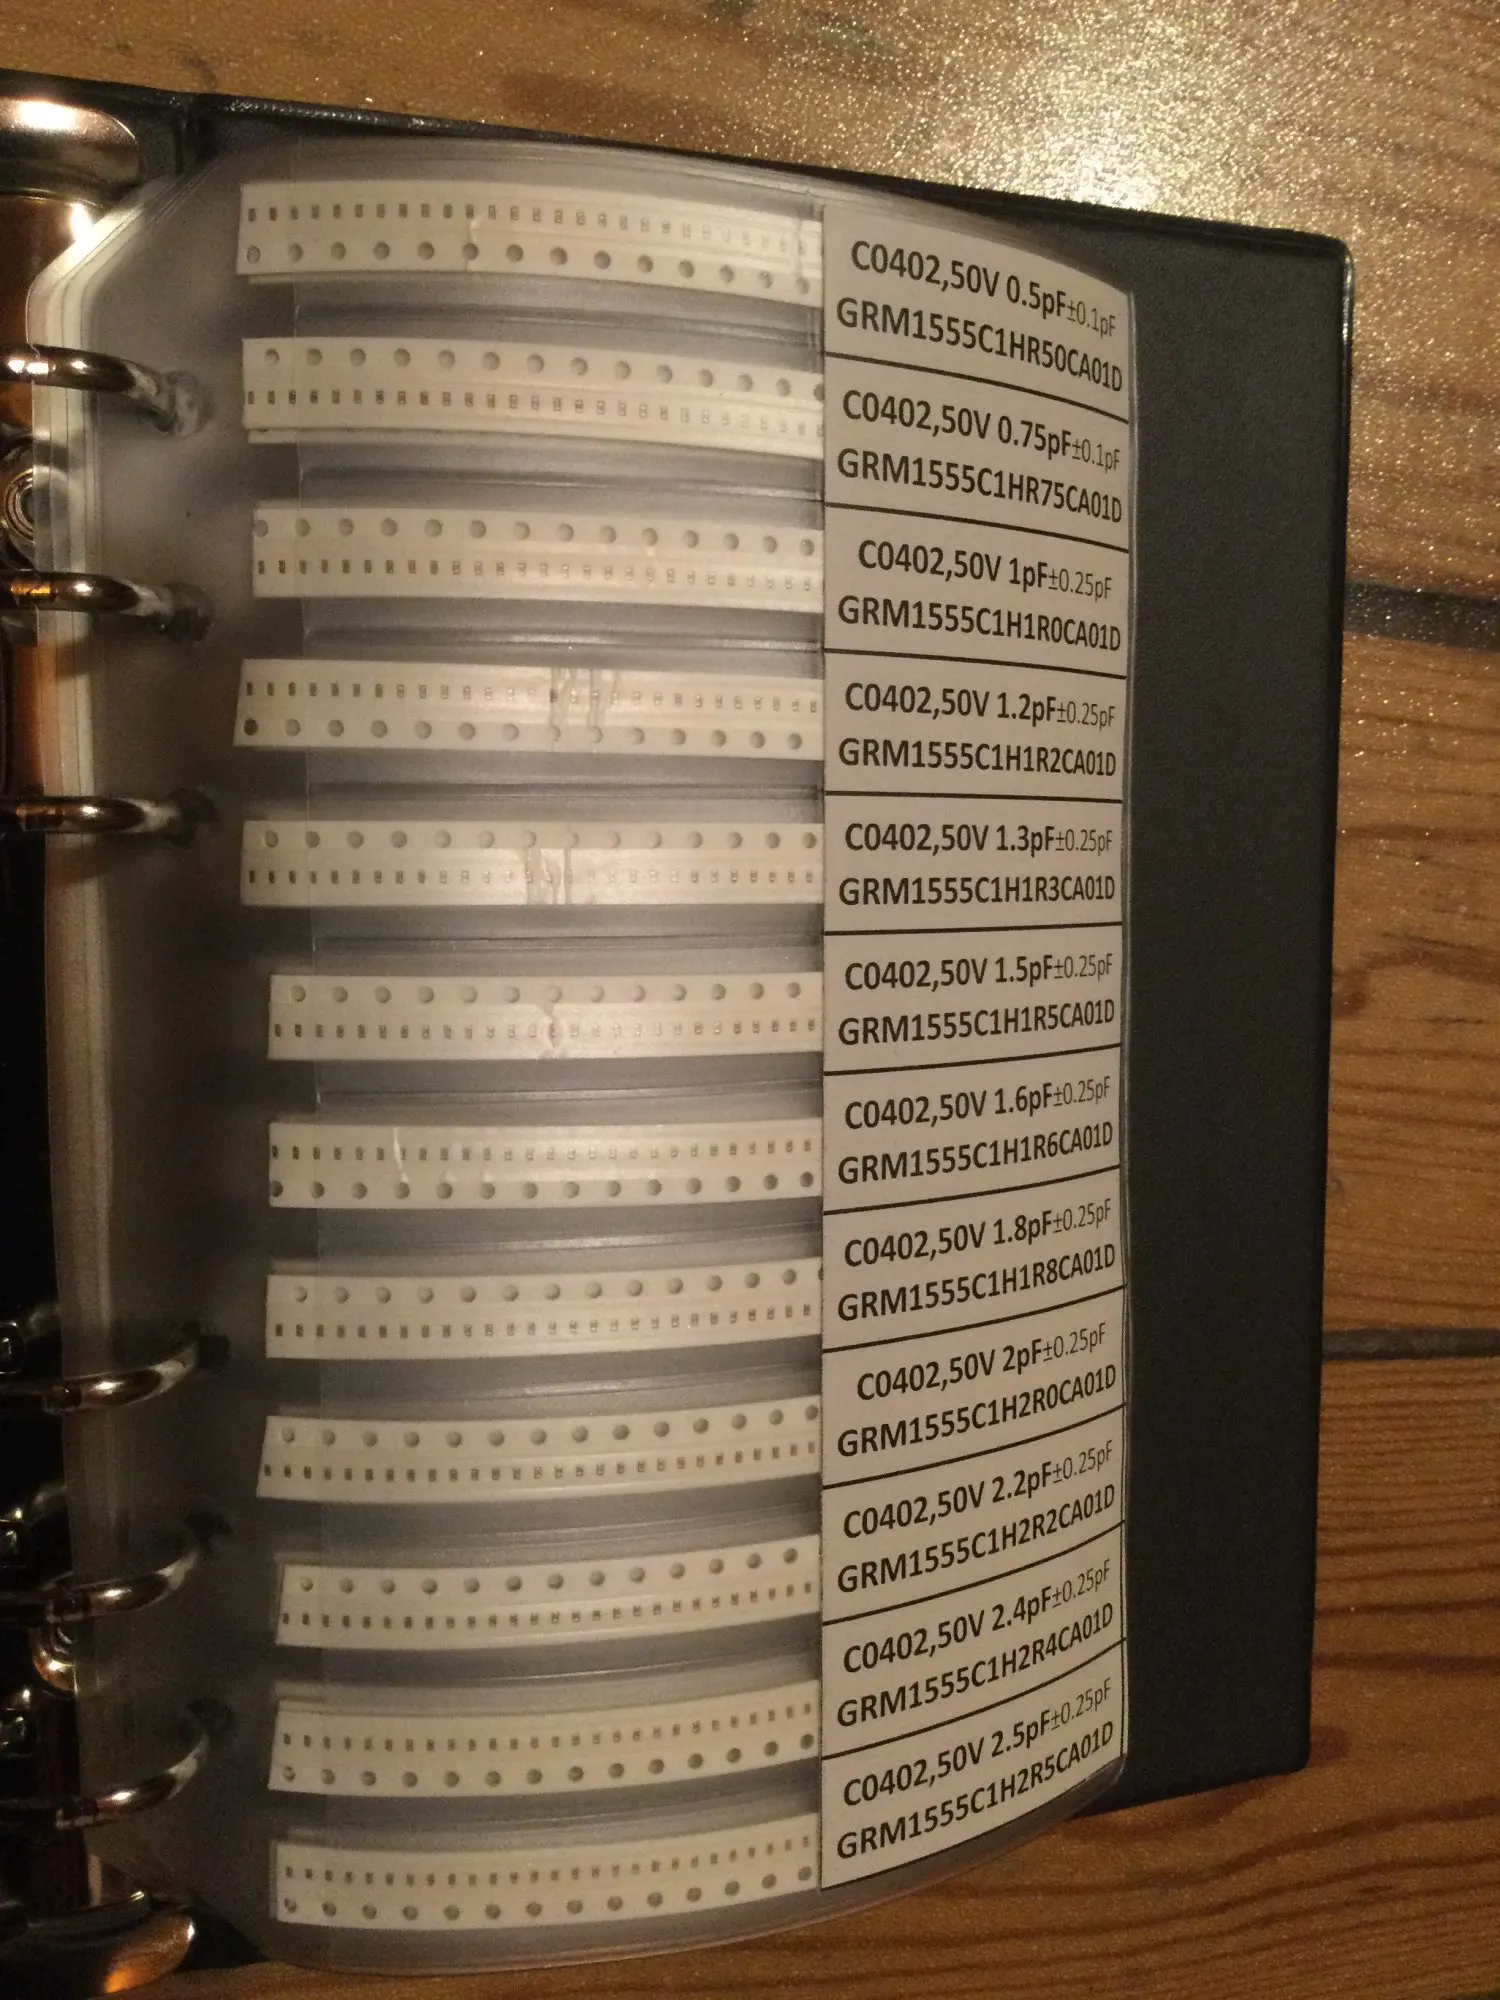 C0402,50V 0.5pF±0.1pF
GRM1555C1HR50CA01D
C0402,50V 0.75pF±0.1pF
GRM1555C1HR75CA01D
C0402,50V 1pF±0.25pF
GRM1555C1H1R0CA01D
C0402,50V 1.2pF±0.25pF
GRM1555C1H1R2CA01D
C0402,50V 1.3pF±0.25pF
GRM1555C1H1R3CA01D
C0402,50V 1.5pF±0.25pF
GRM1555C1H1R5CA01D
C0402,50V 1.6pF±0.25pF
GRM1555C1H1R6CA01D
C0402,50V 1.8pF±0.25pF
GRM1555C1H1R8CA01D
C0402,50V 2pF±0.25pF
GRM1555C1H2R0CA01D
C0402,50V 2.2pF±0.25pF
GRM1555C1H2R2CA01D
C0402,50V 2.4pF±0.25pF
GRM1555C1H2R4CA01D
C0402,50V 2.5pF±0.25pF
GRM1555C1H2R5CA01D